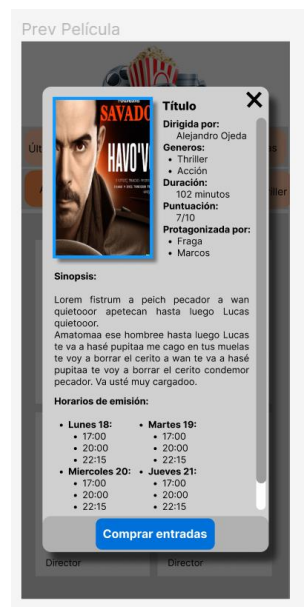 Prev Película
SAVADO
HAVO'V
Título
Dirigida por:
Alejandro Ojeda
Generos:
• Thriller
• Acción
Duración:
102 minutos
Puntuación:
7/10
Protagonizada por:
• Fraga
• Marcos
Sinopsis:
Lorem fistrum a peich pecador a wan
quietooor apetecan hasta luego Lucas
quietooor.
Amatomaa ese hombree hasta luego Lucas
te va a hasé pupitaa me cago en tus muelas
te voy a borrar el cerito a wan te va a hasé
pupitaa te voy a borrar el cerito condemor
pecador. Va usté muy cargadoo.
Horarios de emisión:
• Lunes 18: • Martes 19:
• 17:00 • 17:00
• 20:00 • 20:00
• 22:15 • 22:15
• Miercoles 20: • Jueves 21:
• 17:00 • 17:00
• 20:00 • 20:00
• 22:15 • 22:15
Comprar entradas
Director Director